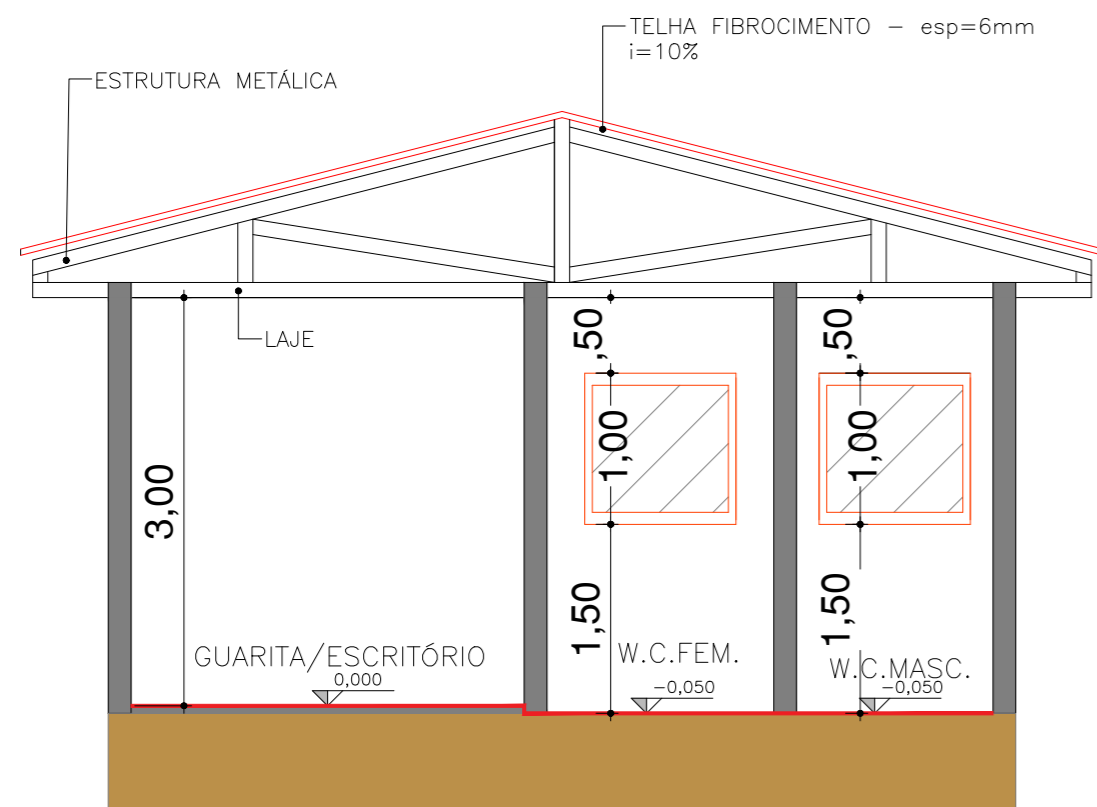 TELHA FIBROCIMENTO - esp=6mm
i=10%
ESTRUTURA METÁLICA
LAJE
,50
,50
1,00
1,00
3,00
1,50
1,50
GUARITA/ESCRITÓRIO
0,000
W.C.FEM.
-0,050
W.C.MASC.
-0,050